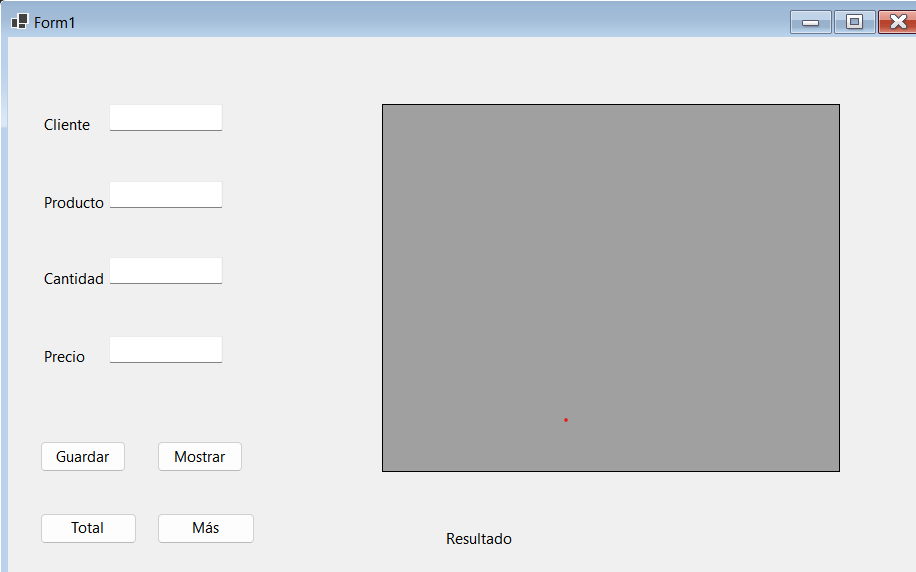 Form1
Cliente
Producto
Cantidad
Precio
Guardar Mostrar
Total Más
Resultado